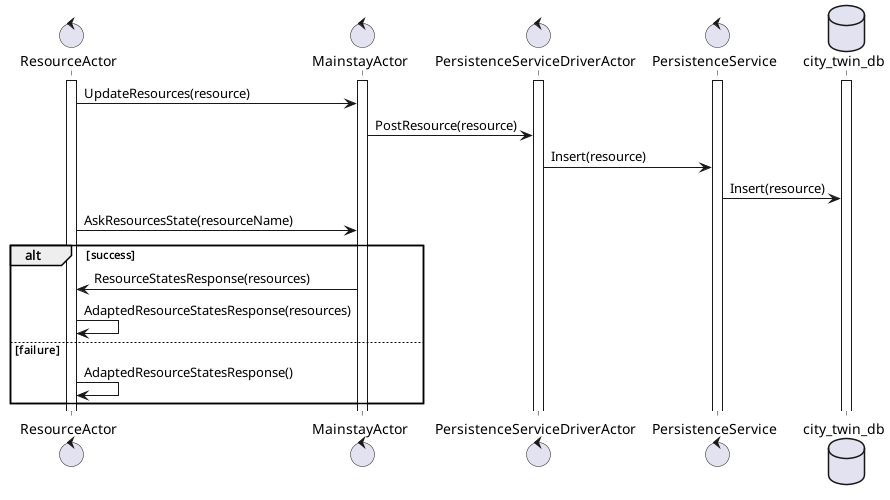 ResourceActor
MainstayActor
PersistenceServiceDriverActor
PersistenceService
city_twin_db
UpdateResources(resource)
PostResource(resource)
Insert(resource)
Insert(resource)
AskResourcesState(resourceName)
alt
[success]
ResourceStatesResponse(resources)
AdaptedResourceStatesResponse(resources)
[failure]
AdaptedResourceStatesResponse()
ResourceActor
MainstayActor
PersistenceServiceDriverActor
PersistenceService
city_twin_db